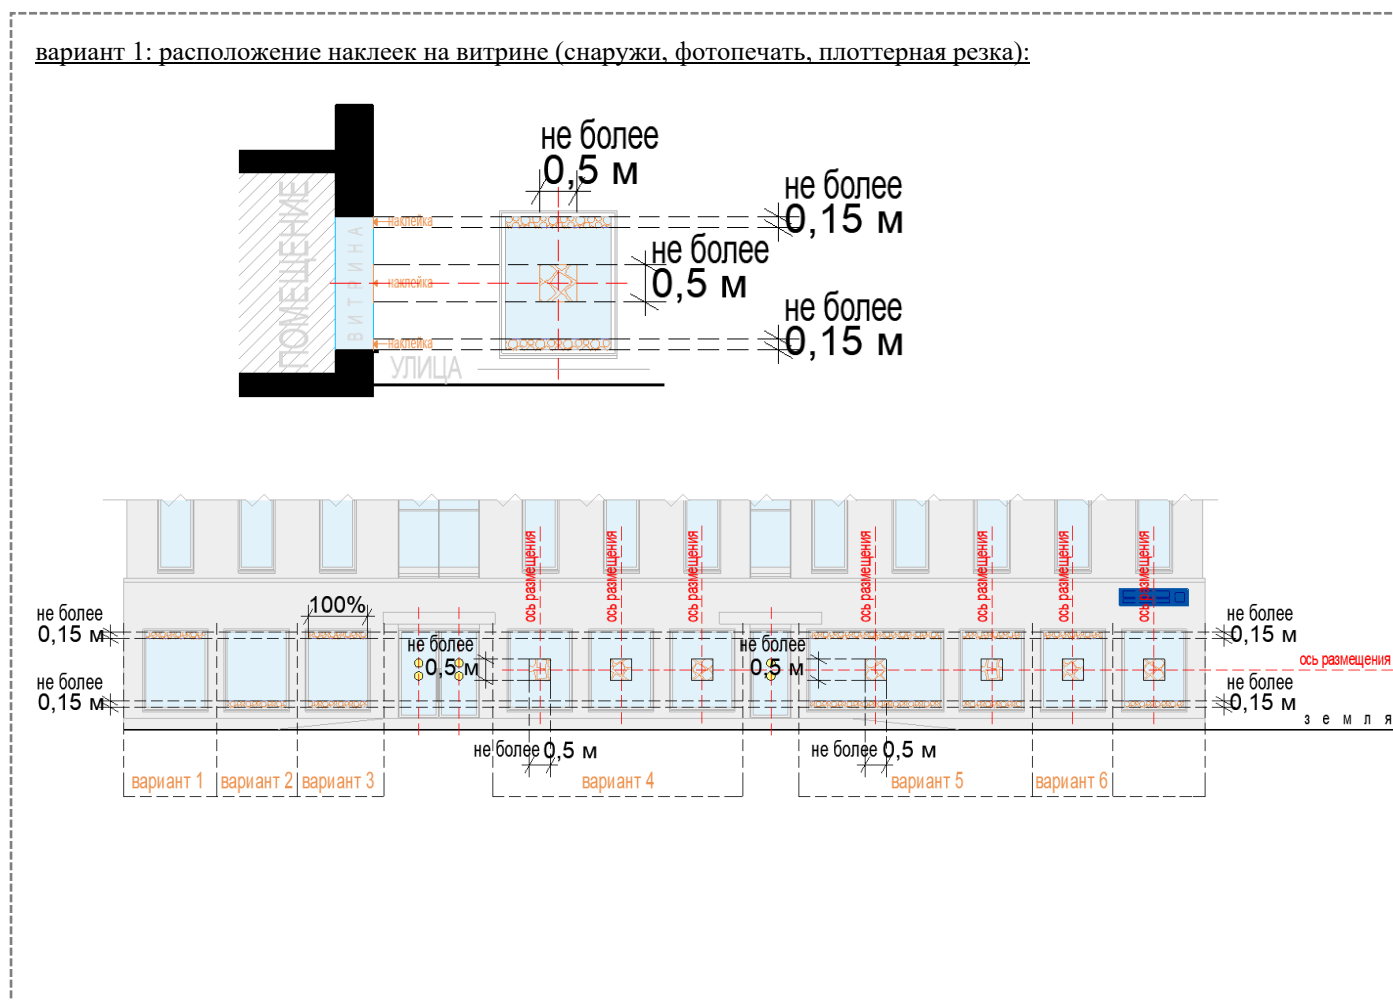 вариант 1: расположение наклеек на витрине (снаружи, фотопечать, плоттерная резка):
не более
0,5 м
не более
0,15 м
ПОМЕЩЕНИЕ
ВИТРИНА
наклейка
не более
0,5 м
наклейка
не более
0,15 м
наклейка
УЛИЦА
ось размещения
ось размещения
ось размещения
ось размещения
ось размещения
ось размещения
ось размещения
не более
0,15 м
100%
не более
0,5 м
не более
0,5 м
не более
0,15 м
ось размещения
не более
0,15 м
не более
0,15 м
земля
не более 0,5 м
не более 0,5 м
вариант 1
вариант 2
вариант 3
вариант 4
вариант 5
вариант 6